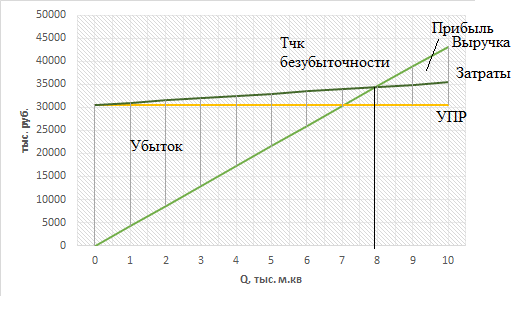 50000
45000
40000
35000
30000
25000
20000
15000
10000
5000
0
тыс. руб.
Тчк
безубыточности
Прибыль
Выручка
Затраты
УПР
Убыток
0 1 2 3 4 5 6 7 8 9 10
Q, тыс. м.кв